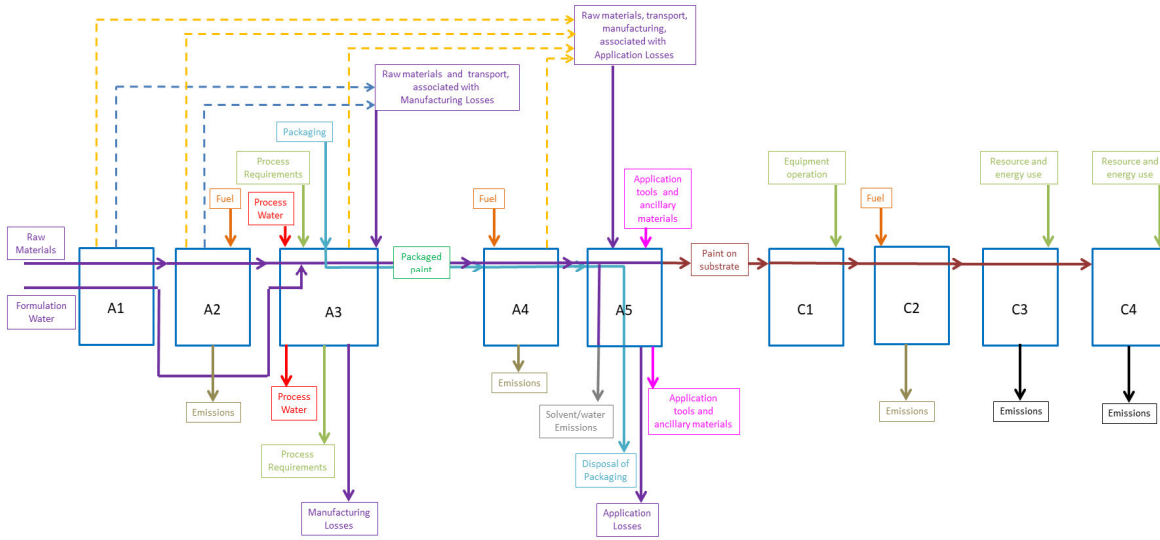 Raw materials, transport,
manufacturing,
associated with
Application Losses
Raw materials and transport,
associated with
Manufacturing Losses
Packaging
Process
Requirements
Fuel
Process
Water
Fuel
Application
tools and
ancillary
materials
Equipment
operation
Fuel
Resource and
energy use
Resource and
energy use
Raw
Materials
Formulation
Water
A1
A2
A3
Packaged
paint
A4
A5
Paint on
substrate
C1
C2
C3
C4
Emissions
Process
Water
Process
Requirements
Manufacturing
Losses
Emissions
Solvent/water
Emissions
Application
tools and
ancillary materials
Disposal of
Packaging
Application
Losses
Emissions
Emissions
Emissions